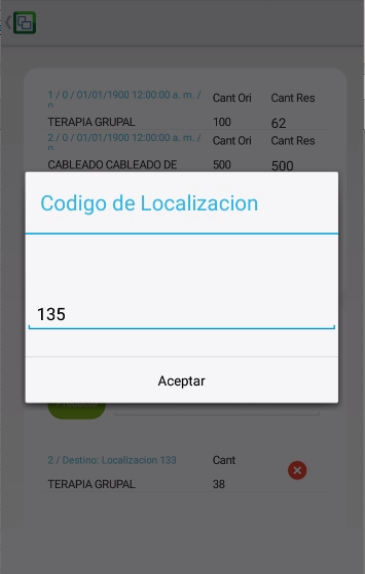 1 / 0 / 01/01/1900 12:00:00 a. m. /
Cant Ori
Cant Res
TERAPIA GRUPAL
100
62
2 / 0 / 01/01/1900 12:00:00 a. m. /
Cant Ori
Cant Res
CABLEADO CABLEADO DE
500
500
Codigo de Localizacion
135
Aceptar
2 / Destino: Localizacion 133
Cant
TERAPIA GRUPAL
38